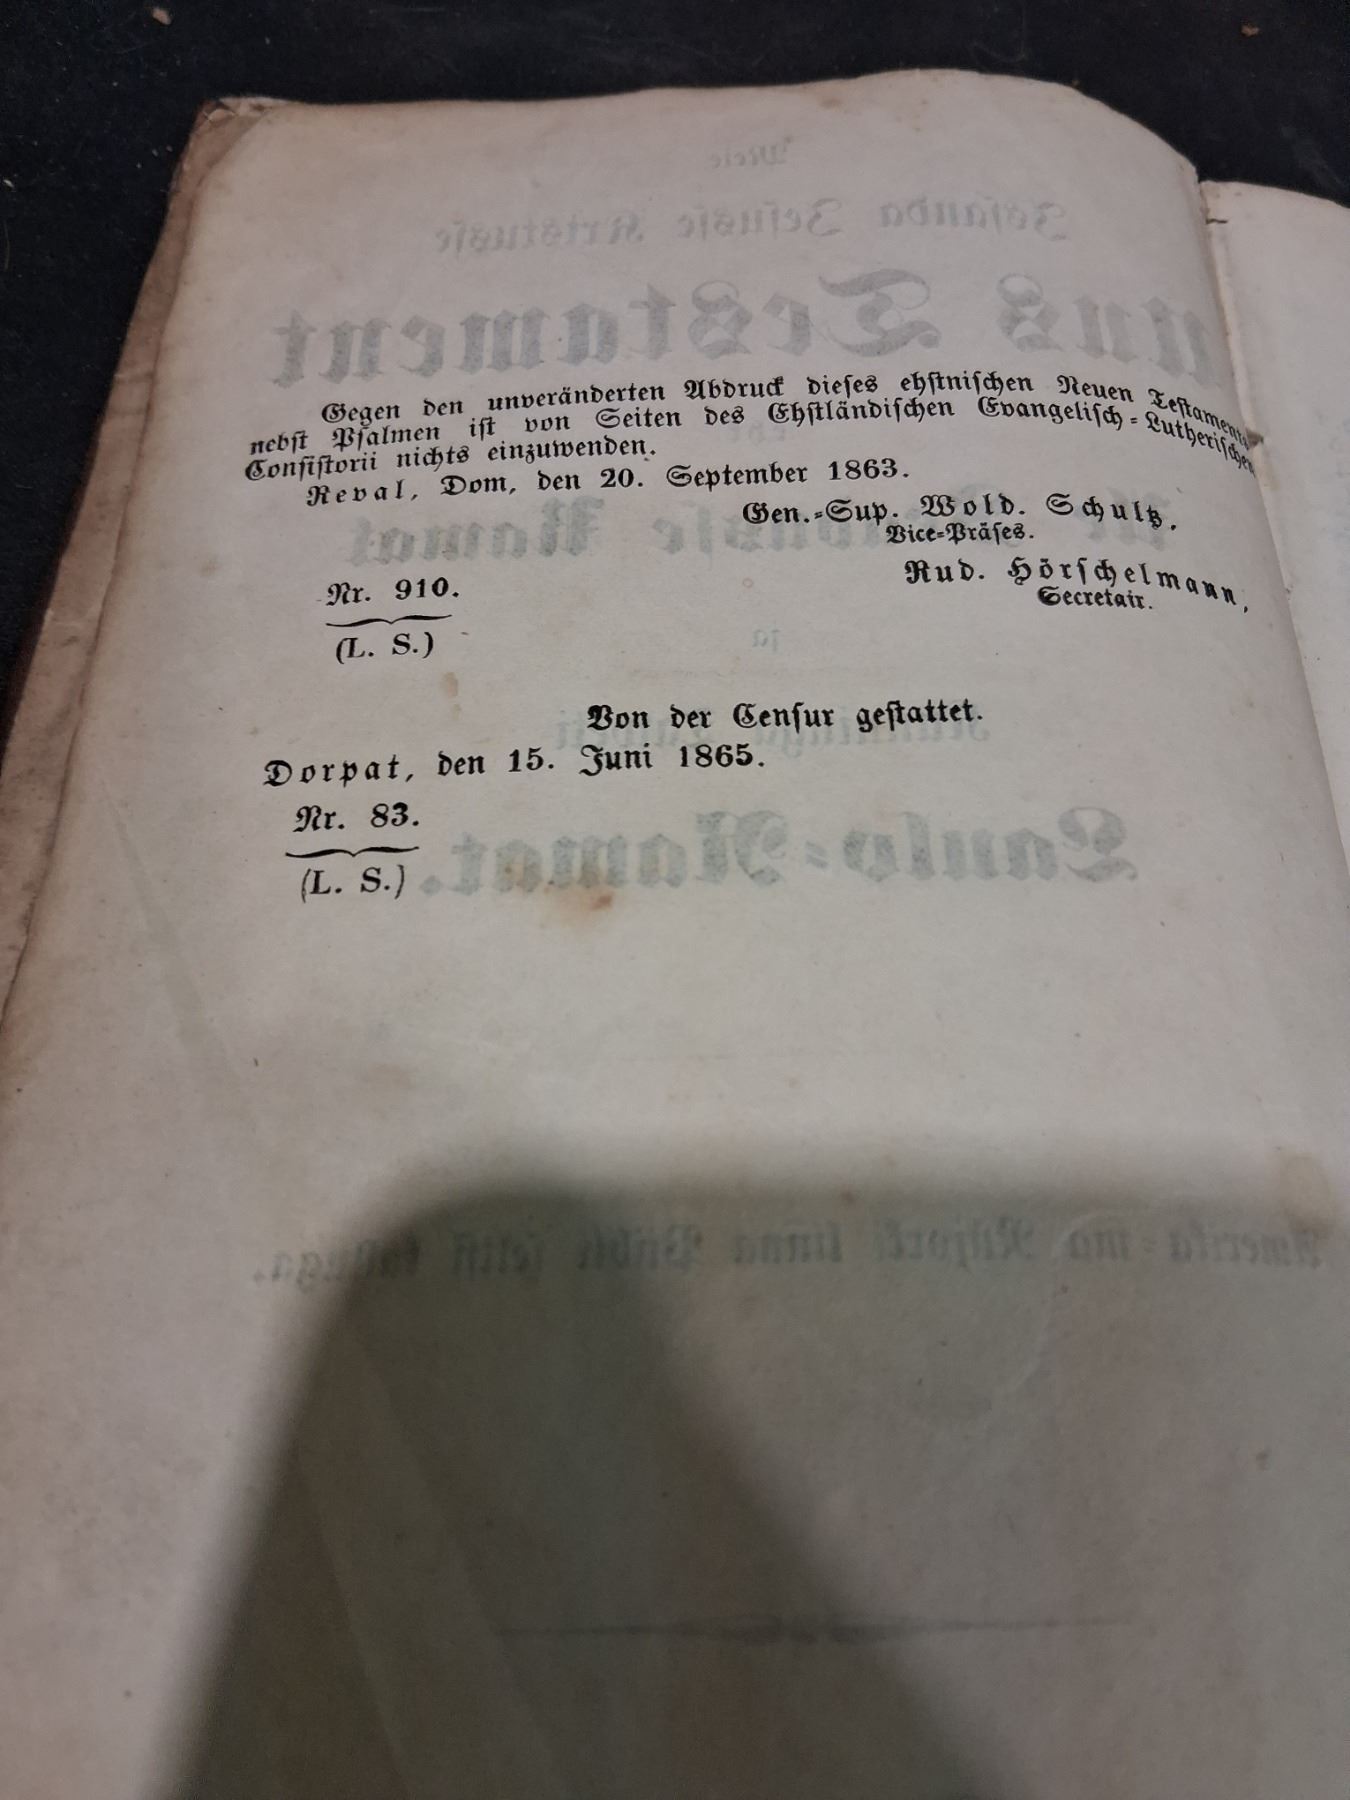 Gegen den unveränderten Abdruck dieses ehstnischen Neuen Testaments
nebst Psalmen ist von Seiten des Ehstländischen Evangelisch-Lutherischen
Consistorii nichts einzuwenden.
Reval, Dom, den 20. September 1863.
Gen.-Sup. Wold. Schultz,
Vice-Präses.
Rud. Hörschelmann,
Secretair.
Nr. 910.
(L. S.)
Von der Censur gestattet.
Dorpat, den 15. Juni 1865.
Nr. 83.
(L. S.)